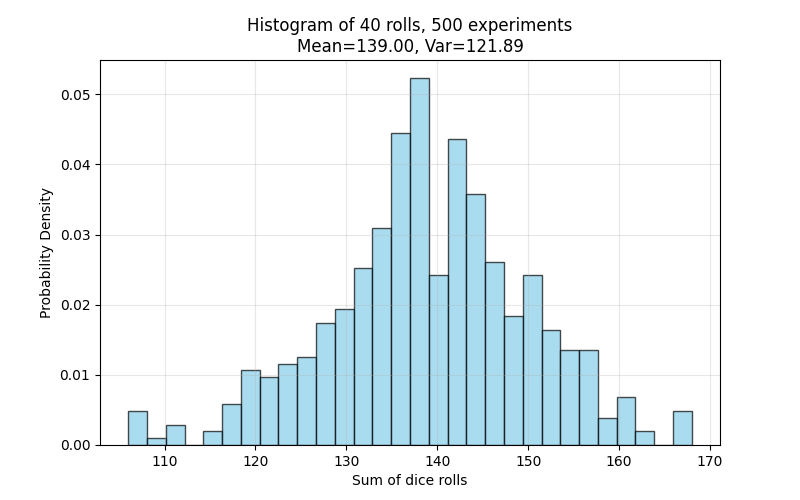 Histogram of 40 rolls, 500 experiments
Mean=139.00, Var=121.89
Probability Density
0.05
0.04
0.03
0.02
0.01
0.00
110 120 130 140 150 160 170
Sum of dice rolls